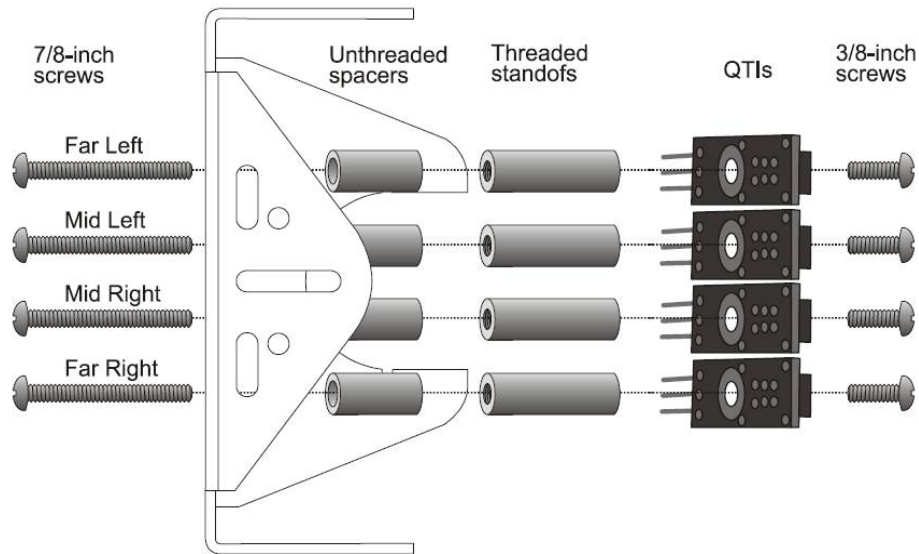 7/8-inch
screws
Unthreaded
spacers
Threaded
standofs
QTIs
3/8-inch
screws
Far Left
Mid Left
Mid Right
Far Right